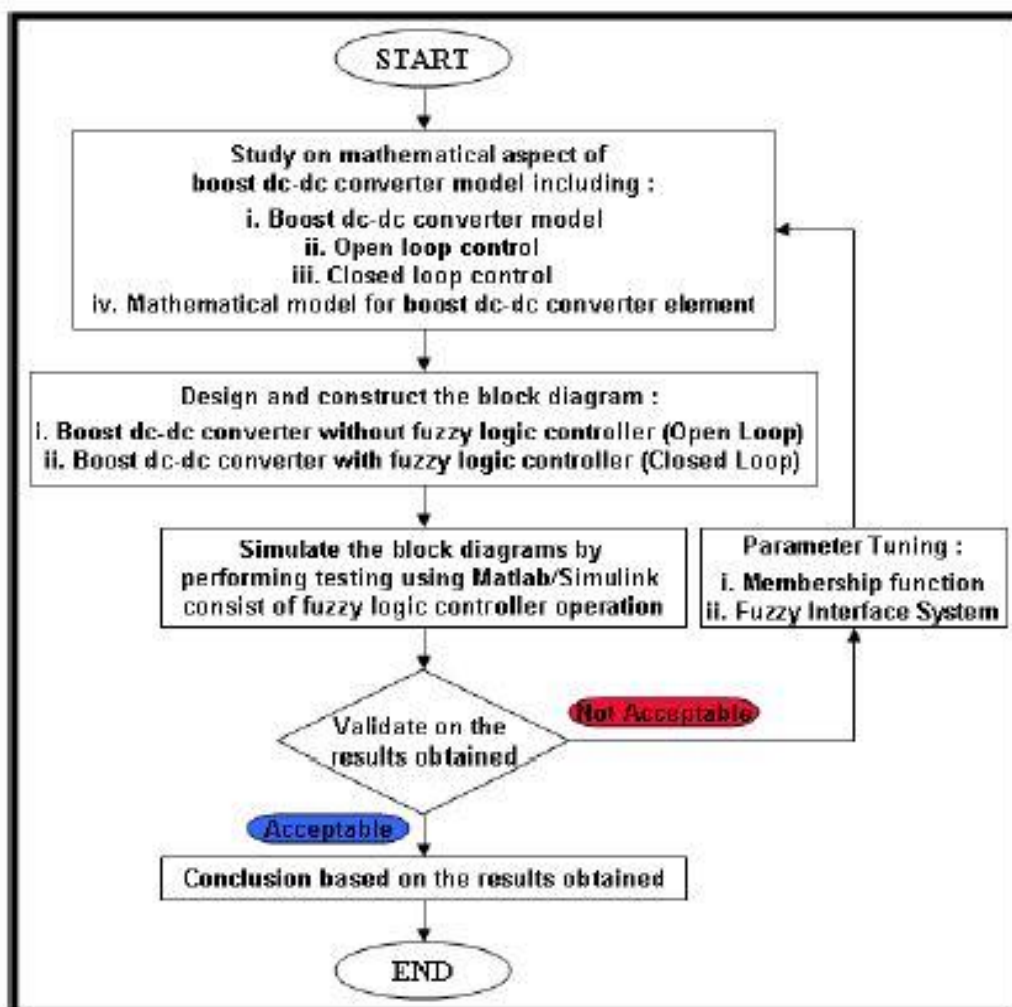 START
Study on mathematical aspect of
boost dc-dc converter model including :
i. Boost dc-dc converter model
ii. Open loop control
iii. Closed loop control
iv. Mathematical model for boost dc-dc converter element
Design and construct the block diagram :
i. Boost dc-dc converter without fuzzy logic controller (Open Loop)
ii. Boost dc-dc converter with fuzzy logic controller (Closed Loop)
Simulate the block diagrams by
performing testing using Matlab/Simulink
consist of fuzzy logic controller operation
Parameter Tuning :
i. Membership function
ii. Fuzzy Interface System
Validate on the
results obtained
Not Acceptable
Acceptable
Conclusion based on the results obtained
END